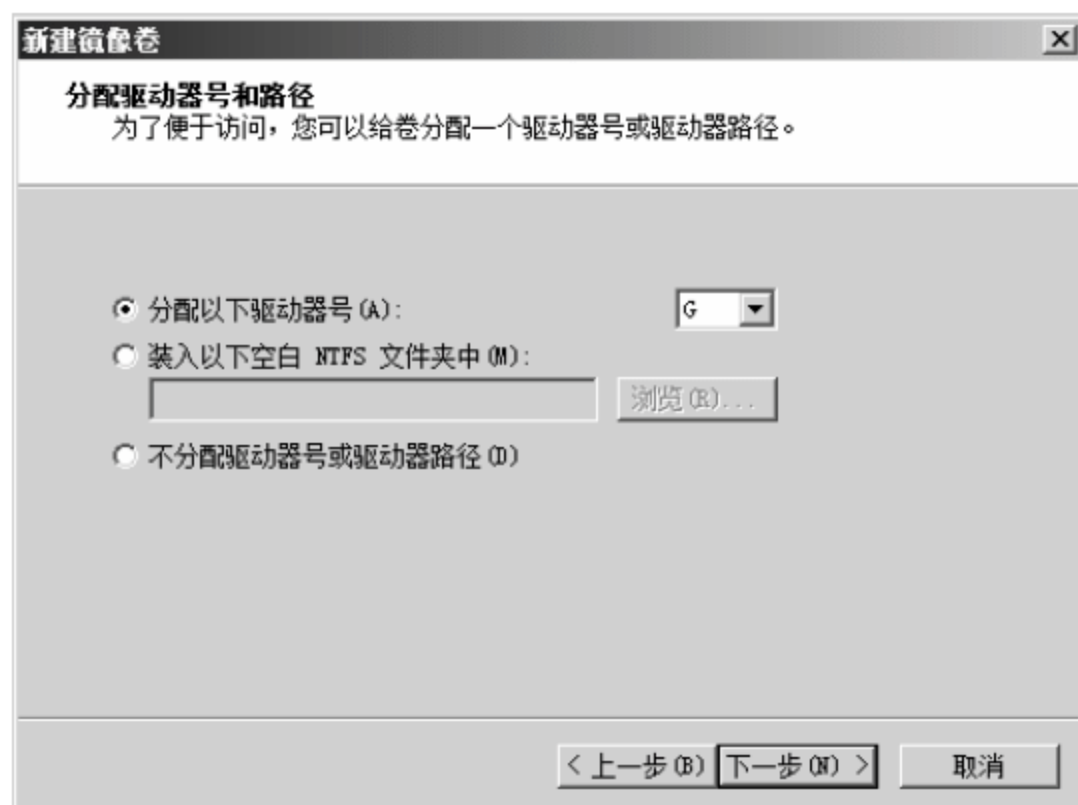 新建镜像卷
分配驱动器号和路径
为了便于访问，您可以给卷分配一个驱动器号或驱动器路径。
分配以下驱动器号(A): G
装入以下空白 NTFS 文件夹中(M):
浏览(R)...
不分配驱动器号或驱动器路径(D)
< 上一步(B) 下一步(N) > 取消